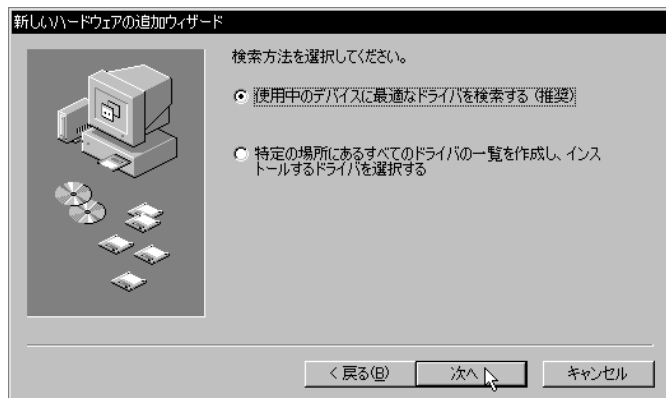 新しいハードウェアの追加ウィザード
検索方法を選択してください。
使用中のデバイスに最適なドライバを検索する (推奨)
特定の場所にあるすべてのドライバの一覧を作成し、インス
トールするドライバを選択する
< 戻る(B)
次へ
キャンセル